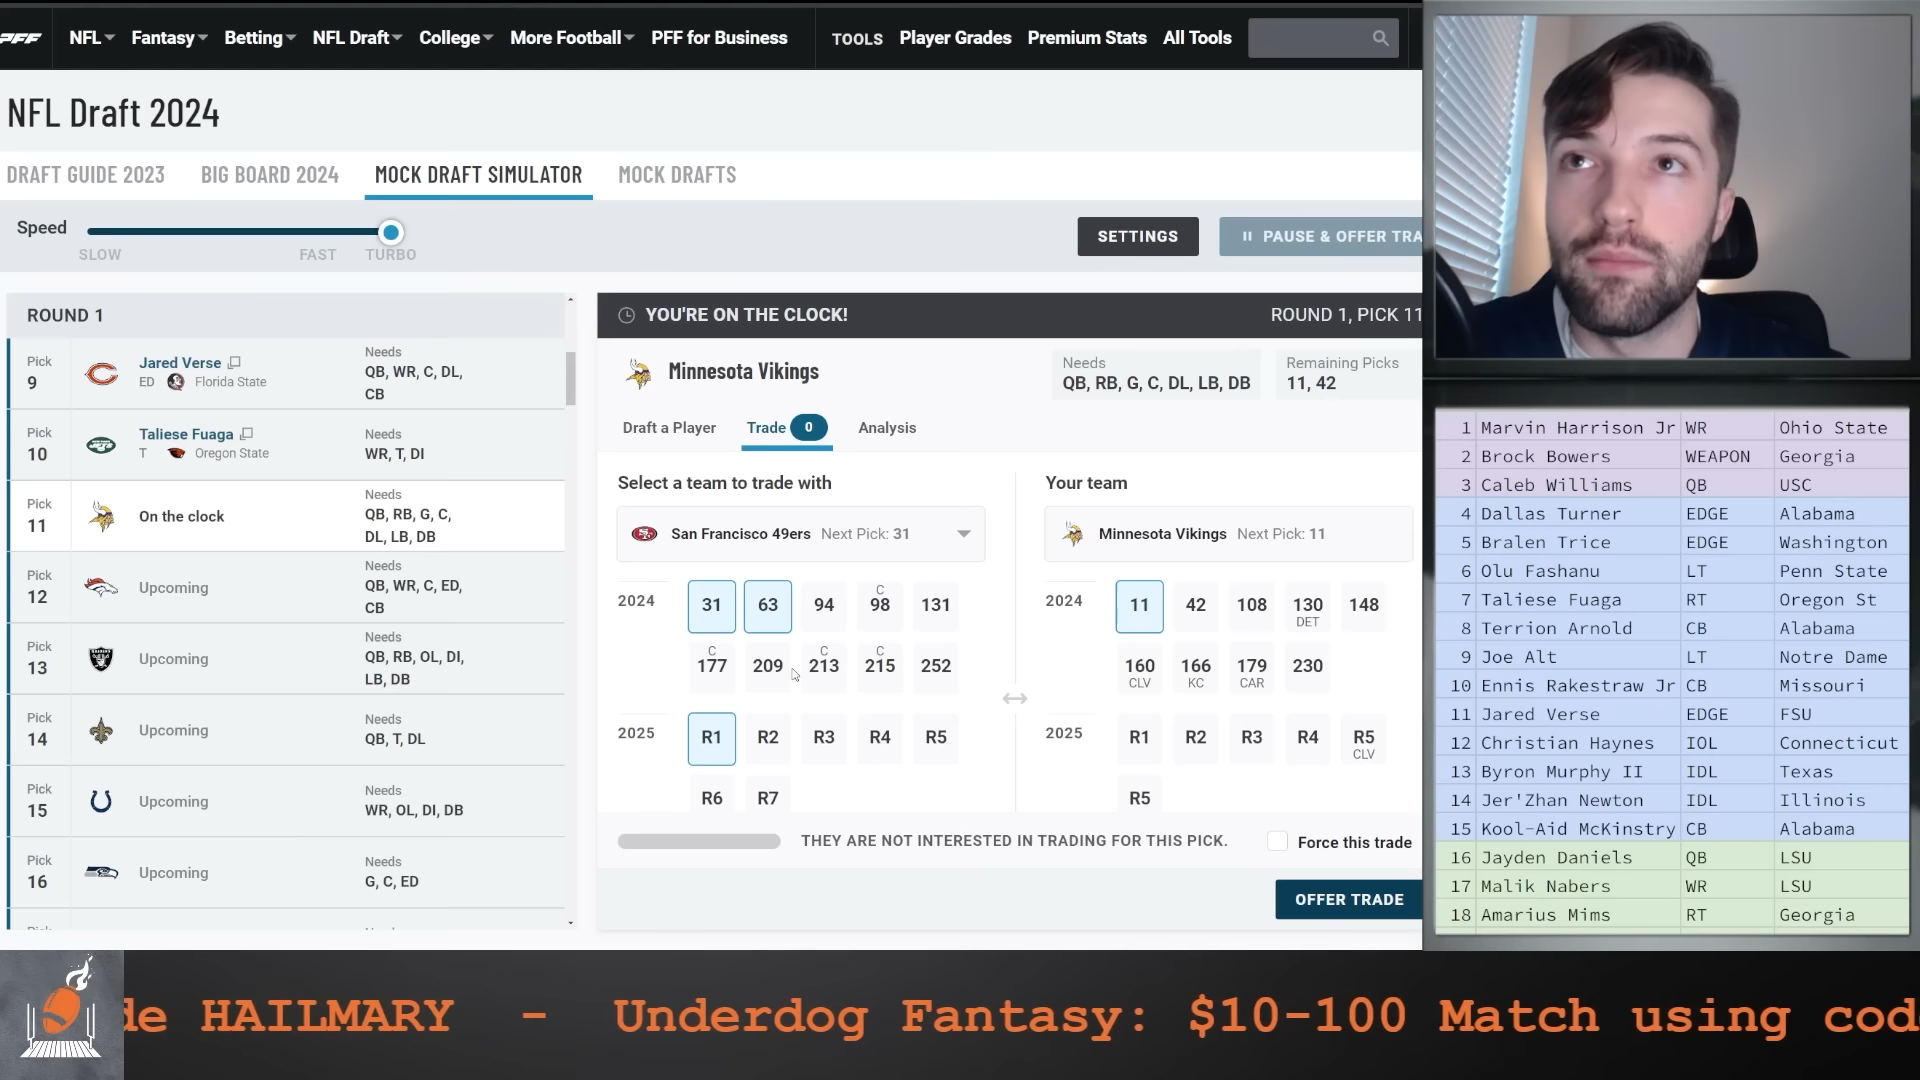 PFF NFL Fantasy Betting NFL Draft College More Football PFF for Business TOOLS Player Grades Premium Stats All Tools
NFL Draft 2024
DRAFT GUIDE 2023 BIG BOARD 2024 MOCK DRAFT SIMULATOR MOCK DRAFTS
Speed
SLOW FAST TURBO
SETTINGS
PAUSE & OFFER TRA
ROUND 1
Pick 9
Jared Verse
ED Florida State
Needs
QB, WR, C, DL,
CB
Pick 10
Taliese Fuaga
T Oregon State
Needs
WR, T, DI
Pick 11
On the clock
Needs
QB, RB, G, C,
DL, LB, DB
Pick 12
Upcoming
Needs
QB, WR, C, ED,
CB
Pick 13
Upcoming
Needs
QB, RB, OL, DI,
LB, DB
Pick 14
Upcoming
Needs
QB, T, DL
Pick 15
Upcoming
Needs
WR, OL, DI, DB
Pick 16
Upcoming
Needs
G, C, ED
YOU'RE ON THE CLOCK! ROUND 1, PICK 11
Minnesota Vikings
Needs
QB, RB, G, C, DL, LB, DB
Remaining Picks
11, 42
Draft a Player Trade 0 Analysis
Select a team to trade with
San Francisco 49ers Next Pick: 31
2024 31 63 94 C 98 131
C 177 209 C 213 C 215 252
2025 R1 R2 R3 R4 R5
R6 R7
Your team
Minnesota Vikings Next Pick: 11
2024 11 42 108 130 DET 148
160 CLV 166 KC 179 CAR 230
2025 R1 R2 R3 R4 R5 CLV
R5
THEY ARE NOT INTERESTED IN TRADING FOR THIS PICK.
Force this trade
OFFER TRADE
1 Marvin Harrison Jr WR Ohio State
2 Brock Bowers WEAPON Georgia
3 Caleb Williams QB USC
4 Dallas Turner EDGE Alabama
5 Bralen Trice EDGE Washington
6 Olu Fashanu LT Penn State
7 Taliese Fuaga RT Oregon St
8 Terrion Arnold CB Alabama
9 Joe Alt LT Notre Dame
10 Ennis Rakestraw Jr CB Missouri
11 Jared Verse EDGE FSU
12 Christian Haynes IOL Connecticut
13 Byron Murphy II IDL Texas
14 Jer'Zhan Newton IDL Illinois
15 Kool-Aid McKinstry CB Alabama
16 Jayden Daniels QB LSU
17 Malik Nabers WR LSU
18 Amarius Mims RT Georgia
de HAILMARY - Underdog Fantasy: $10-100 Match using cod